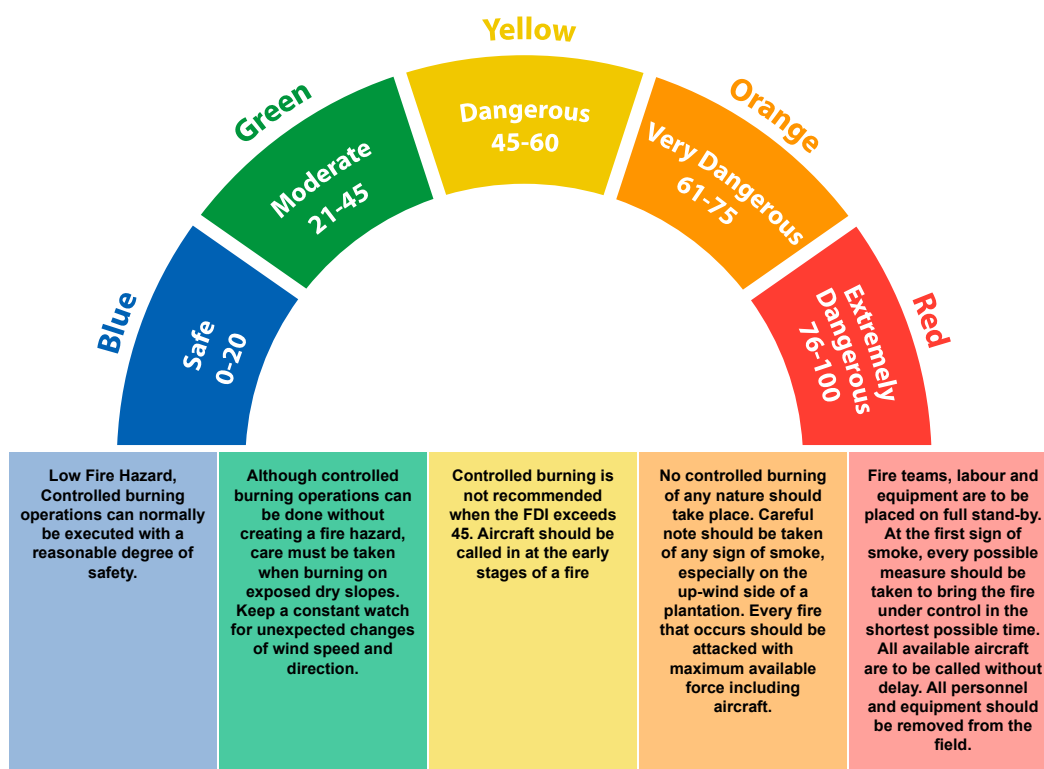 Yellow
Green
Orange
Blue
Red
Dangerous
45-60
Moderate
21-45
Very Dangerous
61-75
Safe
0-20
Extremely
Dangerous
76-100
Low Fire Hazard,
Controlled burning
operations can normally
be executed with a
reasonable degree of
safety.
Although controlled
burning operations can
be done without
creating a fire hazard,
care must be taken
when burning on
exposed dry slopes.
Keep a constant watch
for unexpected changes
of wind speed and
direction.
Controlled burning is
not recommended
when the FDI exceeds
45. Aircraft should be
called in at the early
stages of a fire
No controlled burning
of any nature should
take place. Careful
note should be taken
of any sign of smoke,
especially on the
up-wind side of a
plantation. Every fire
that occurs should be
attacked with
maximum available
force including
aircraft.
Fire teams, labour and
equipment are to be
placed on full stand-by.
At the first sign of
smoke, every possible
measure should be
taken to bring the fire
under control in the
shortest possible time.
All available aircraft
are to be called without
delay. All personnel
and equipment should
be removed from the
field.